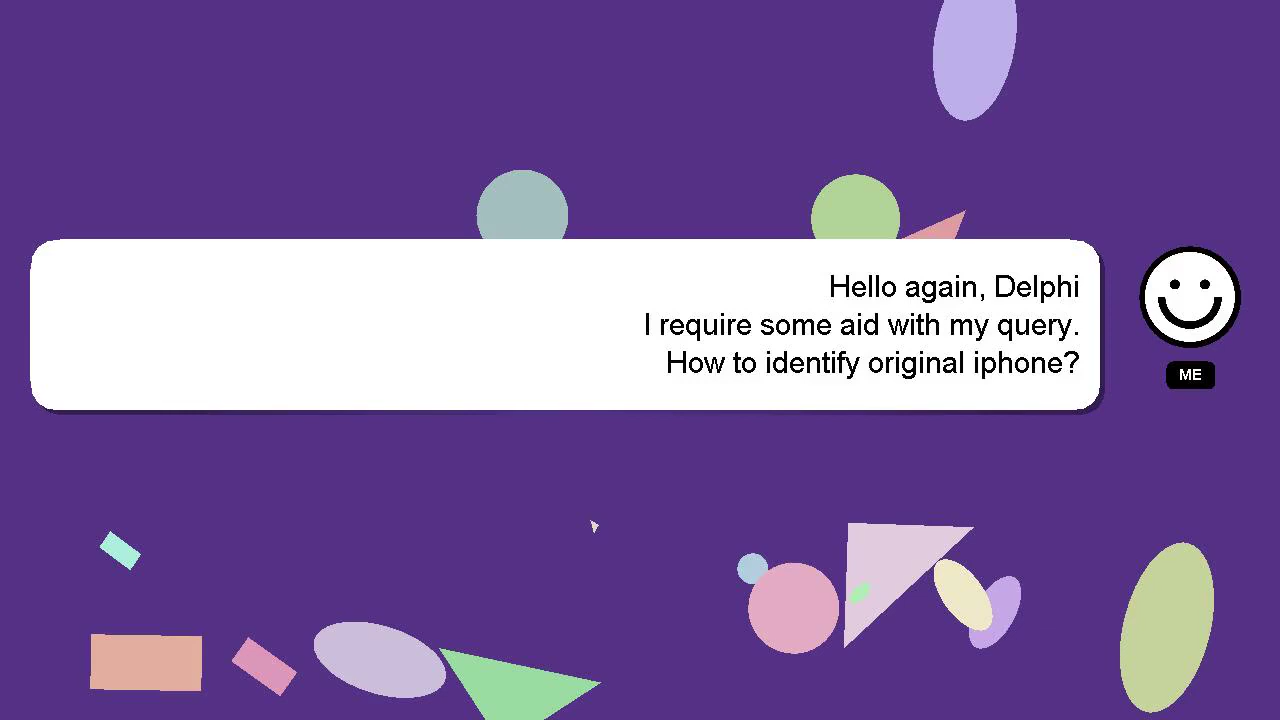 Hello again, Delphi
I require some aid with my query.
How to identify original iphone?
ME